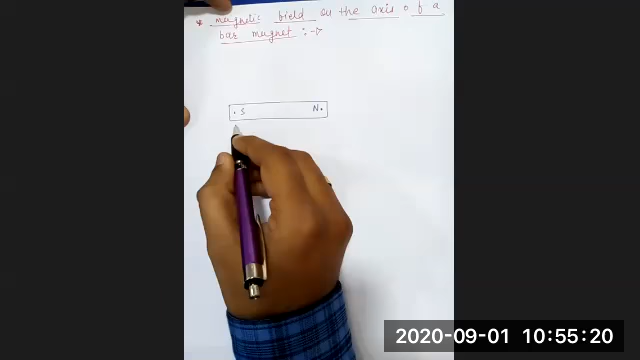 * magnetic field on the axis of a
bar magnet :-
. S N.
2020-09-01 10:55:20